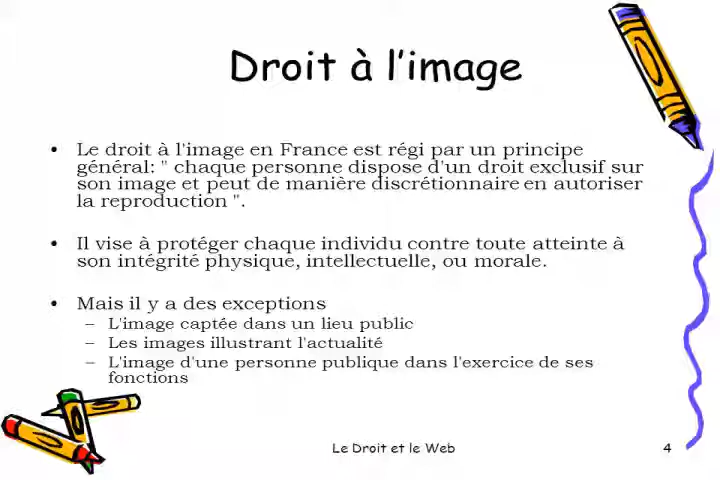 Droit à l'image
• Le droit à l'image en France est régi par un principe
général: " chaque personne dispose d'un droit exclusif sur
son image et peut de manière discrétionnaire en autoriser
la reproduction ".
• Il vise à protéger chaque individu contre toute atteinte à
son intégrité physique, intellectuelle, ou morale.
• Mais il y a des exceptions
– L'image captée dans un lieu public
– Les images illustrant l'actualité
– L'image d'une personne publique dans l'exercice de ses
fonctions
Le Droit et le Web 4